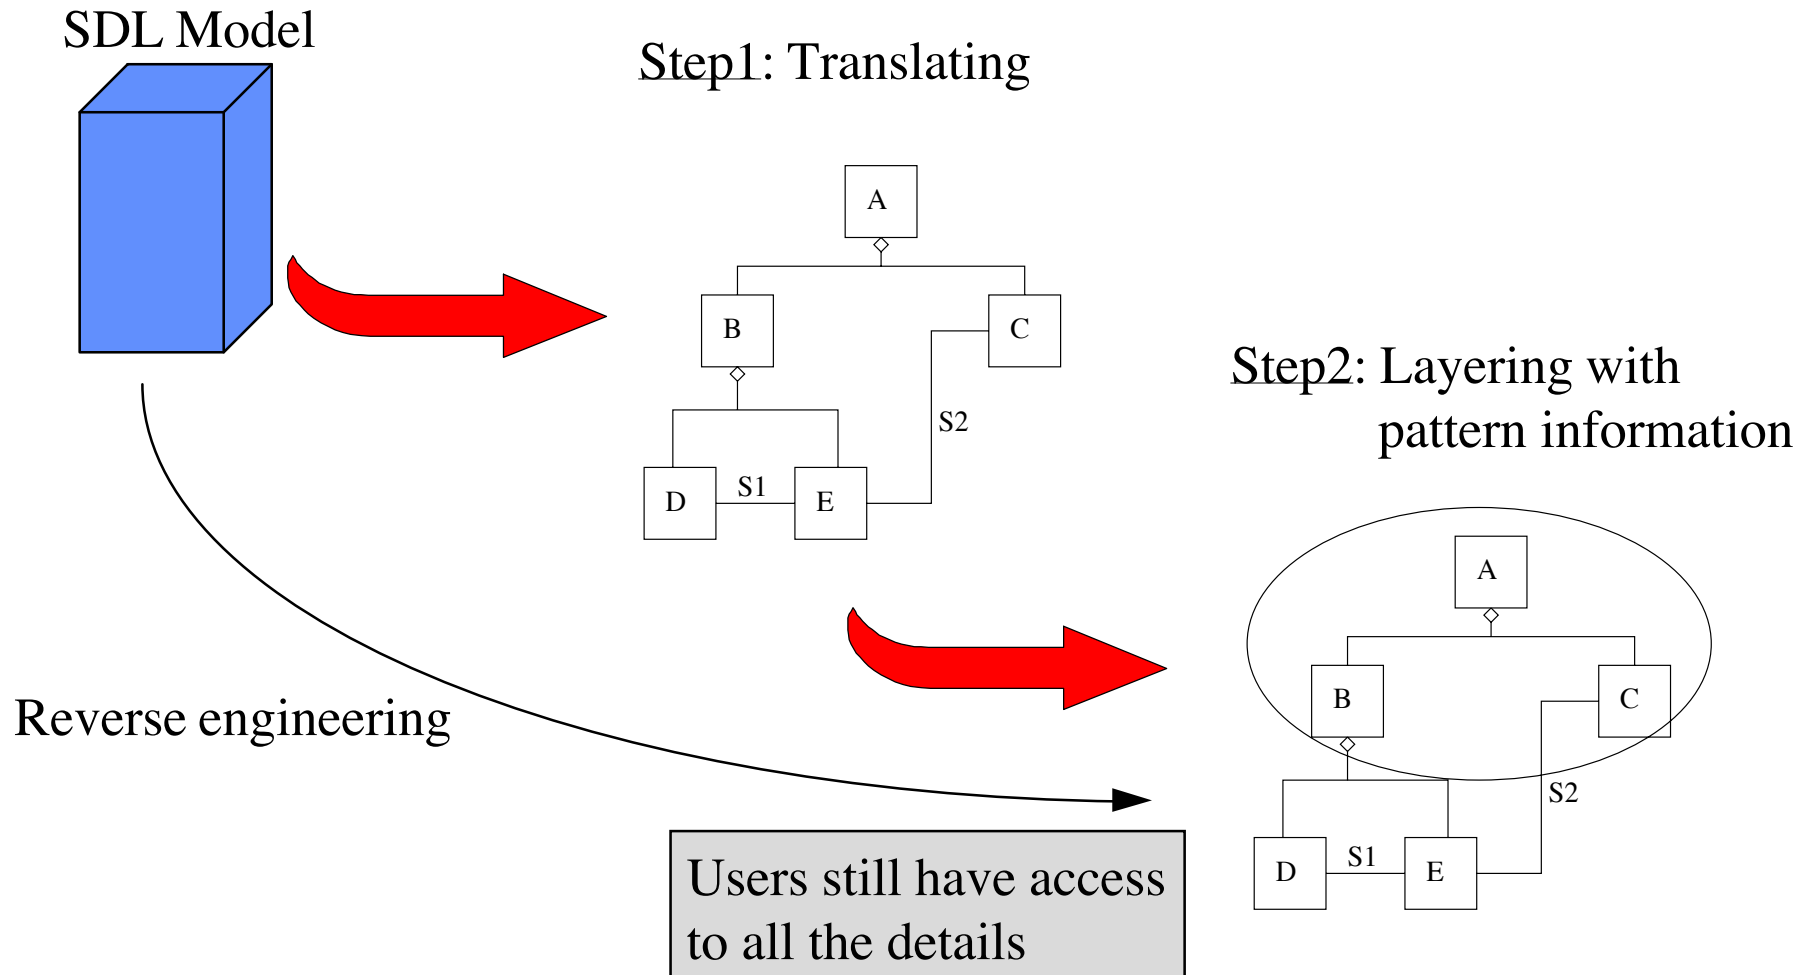 SDL Model
Step1: Translating
A
B
C
S2
D
S1
E
Step2: Layering with
pattern information
A
B
C
S2
D
S1
E
Reverse engineering
Users still have access
to all the details